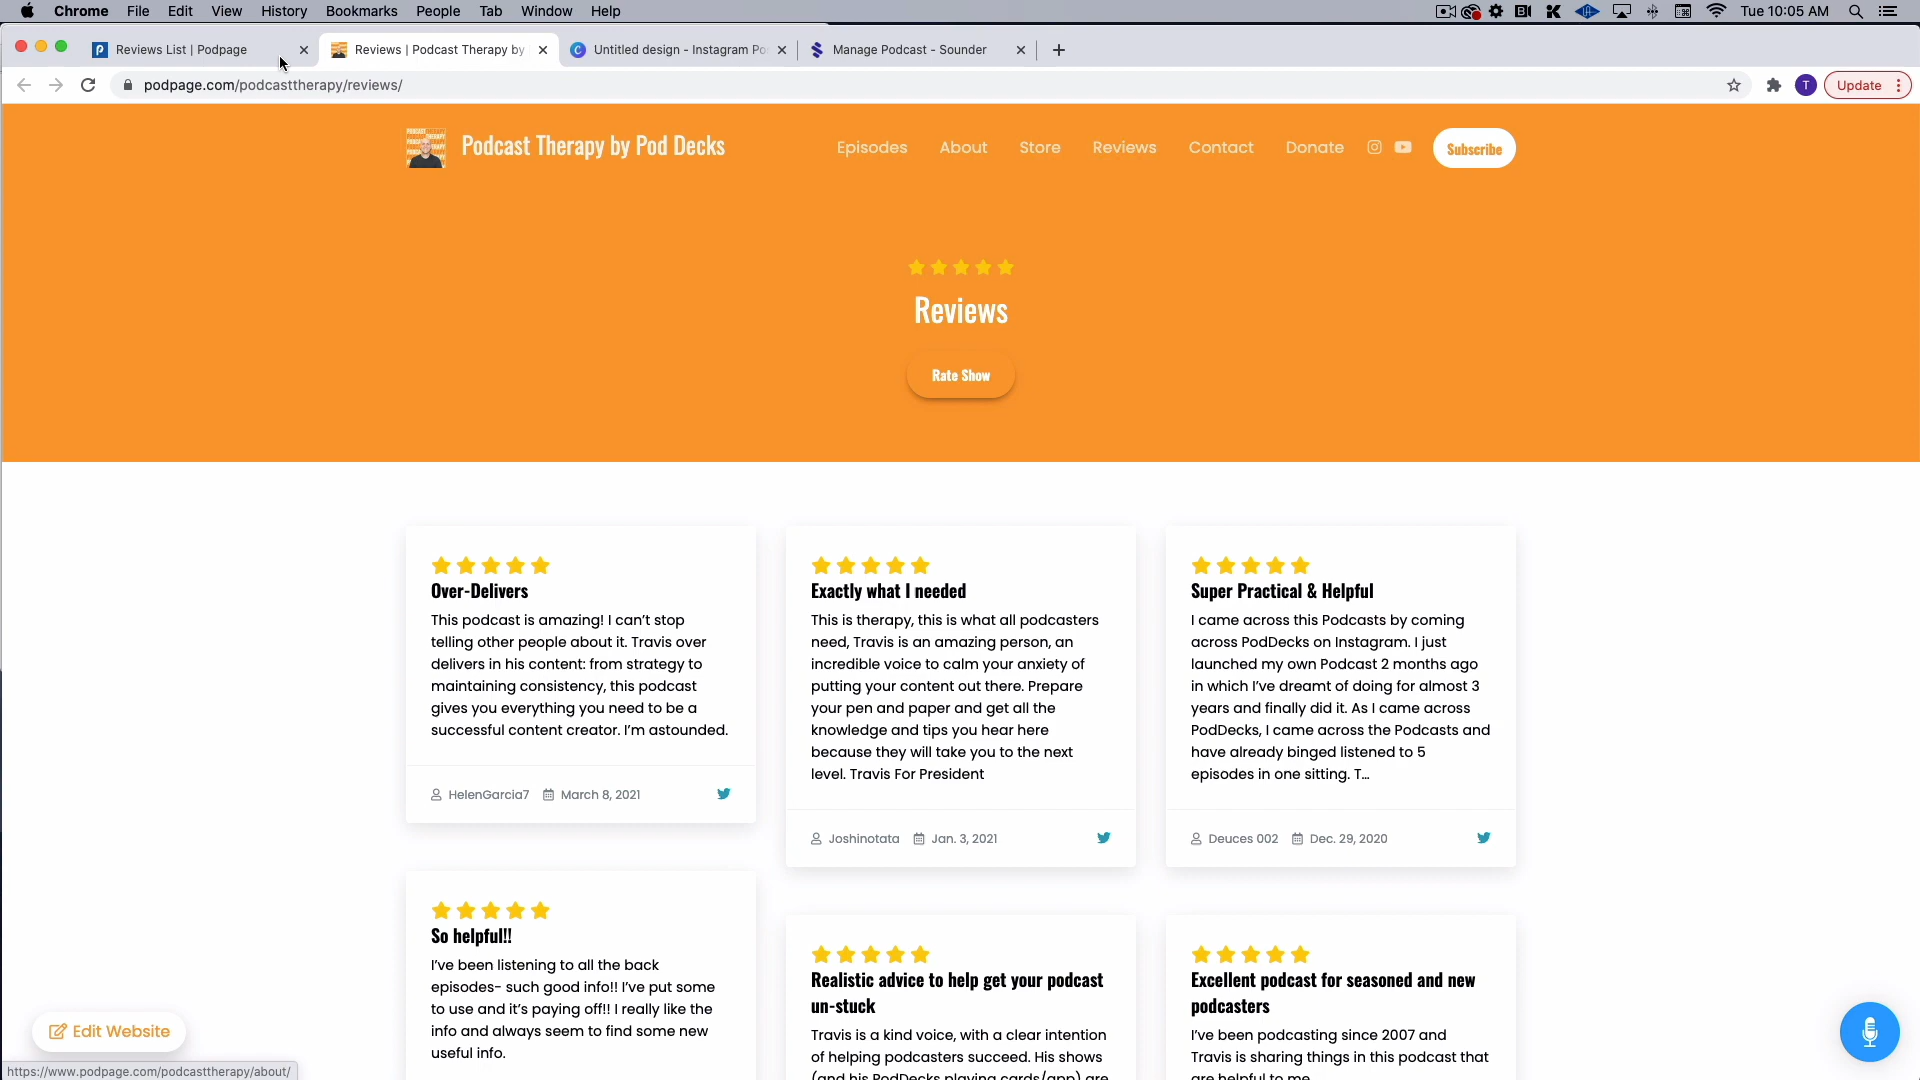 Chrome File Edit View History Bookmarks People Tab Window Help Tue 10:05 AM
Reviews List | Podpage Reviews | Podcast Therapy by Untitled design - Instagram Po Manage Podcast - Sounder
podpage.com/podcasttherapy/reviews/ T Update
Podcast Therapy by Pod Decks Episodes About Store Reviews Contact Donate Subscribe
Reviews
Rate Show
Over-Delivers
This podcast is amazing! I can’t stop
telling other people about it. Travis over
delivers in his content: from strategy to
maintaining consistency, this podcast
gives you everything you need to be a
successful content creator. I’m astounded.
HelenGarcia7 March 8, 2021
Exactly what I needed
This is therapy, this is what all podcasters
need, Travis is an amazing person, an
incredible voice to calm your anxiety of
putting your content out there. Prepare
your pen and paper and get all the
knowledge and tips you hear here
because they will take you to the next
level. Travis For President
Joshinotata Jan. 3, 2021
Super Practical & Helpful
I came across this Podcasts by coming
across PodDecks on Instagram. I just
launched my own Podcast 2 months ago
in which I’ve dreamt of doing for almost 3
years and finally did it. As I came across
PodDecks, I came across the Podcasts and
have already binged listened to 5
episodes in one sitting. T…
Deuces 002 Dec. 29, 2020
So helpful!!
I’ve been listening to all the back
episodes- such good info!! I’ve put some
to use and it’s paying off!! I really like the
info and always seem to find some new
useful info.
Realistic advice to help get your podcast
un-stuck
Travis is a kind voice, with a clear intention
of helping podcasters succeed. His shows
(and his PodDecks playing cards/app) are
Excellent podcast for seasoned and new
podcasters
I’ve been podcasting since 2007 and
Travis is sharing things in this podcast that
are helpful to me.
Edit Website
https://www.podpage.com/podcasttherapy/about/